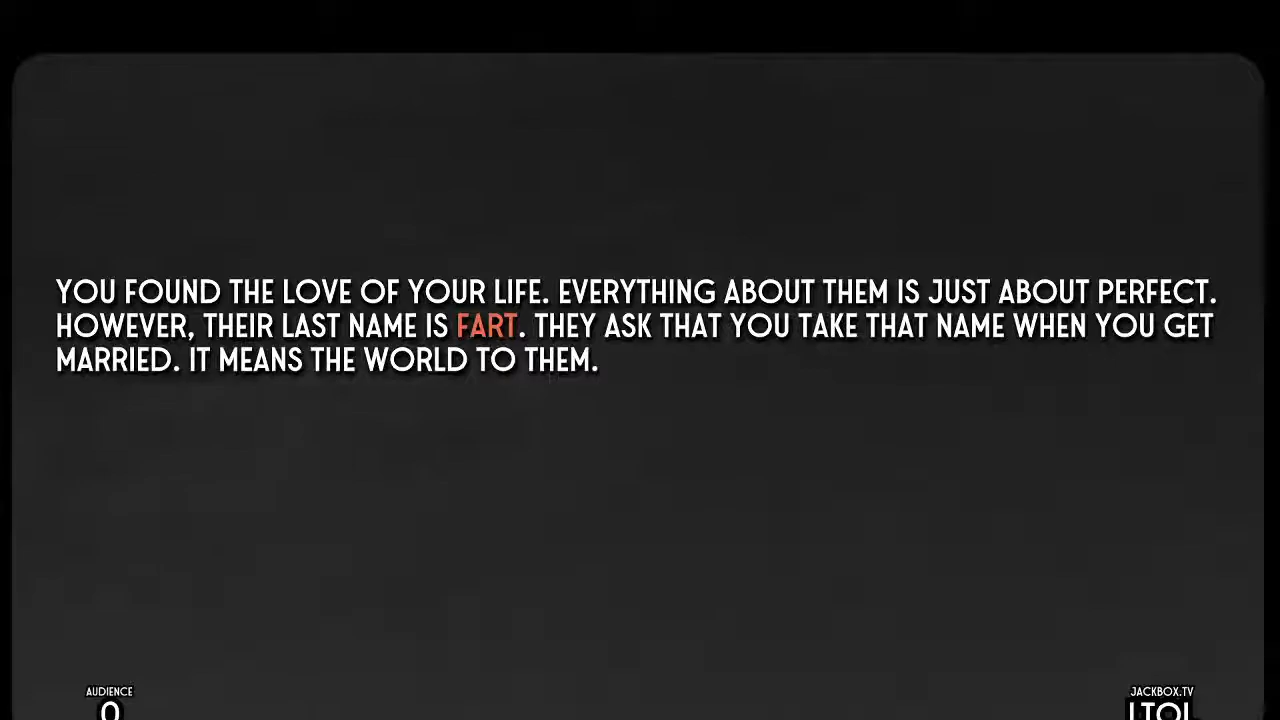 YOU FOUND THE LOVE OF YOUR LIFE. EVERYTHING ABOUT THEM IS JUST ABOUT PERFECT.
HOWEVER, THEIR LAST NAME IS FART. THEY ASK THAT YOU TAKE THAT NAME WHEN YOU GET
MARRIED. IT MEANS THE WORLD TO THEM.
AUDIENCE
0
JACKBOX.TV